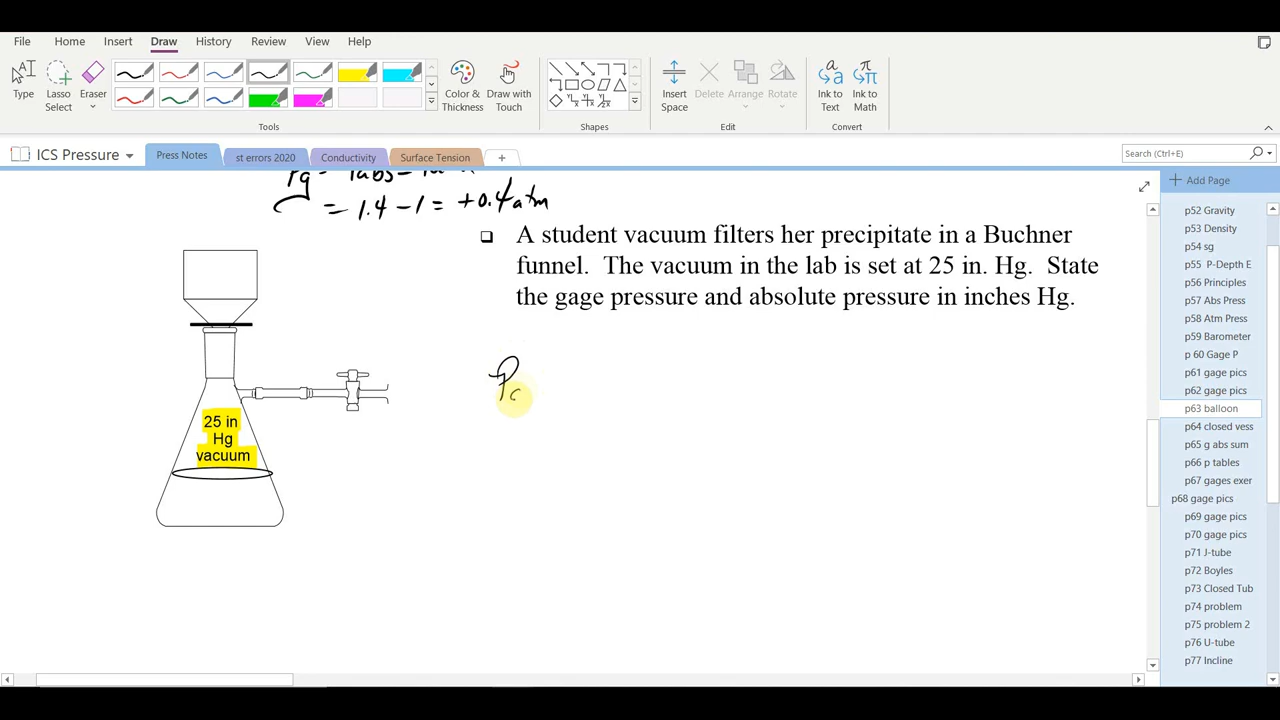 File Home Insert Draw History Review View Help
Type
Lasso Select
Eraser
Color & Thickness
Draw with Touch
Insert Space
Delete
Arrange
Rotate
Ink to Text
Ink to Math
Tools
Shapes
Edit
Convert
ICS Pressure
Press Notes
st errors 2020
Conductivity
Surface Tension
Search (Ctrl+E)
= 1.4 - 1 = +0.4 atm
A student vacuum filters her precipitate in a Buchner
funnel. The vacuum in the lab is set at 25 in. Hg. State
the gage pressure and absolute pressure in inches Hg.
25 in
Hg
vacuum
Add Page
p52 Gravity
p53 Density
p54 sg
p55 P-Depth E
p56 Principles
p57 Abs Press
p58 Atm Press
p59 Barometer
p 60 Gage P
p61 gage pics
p62 gage pics
p63 balloon
p64 closed vess
p65 g abs sum
p66 p tables
p67 gages exer
p68 gage pics
p69 gage pics
p70 gage pics
p71 J-tube
p72 Boyles
p73 Closed Tub
p74 problem
p75 problem 2
p76 U-tube
p77 Incline